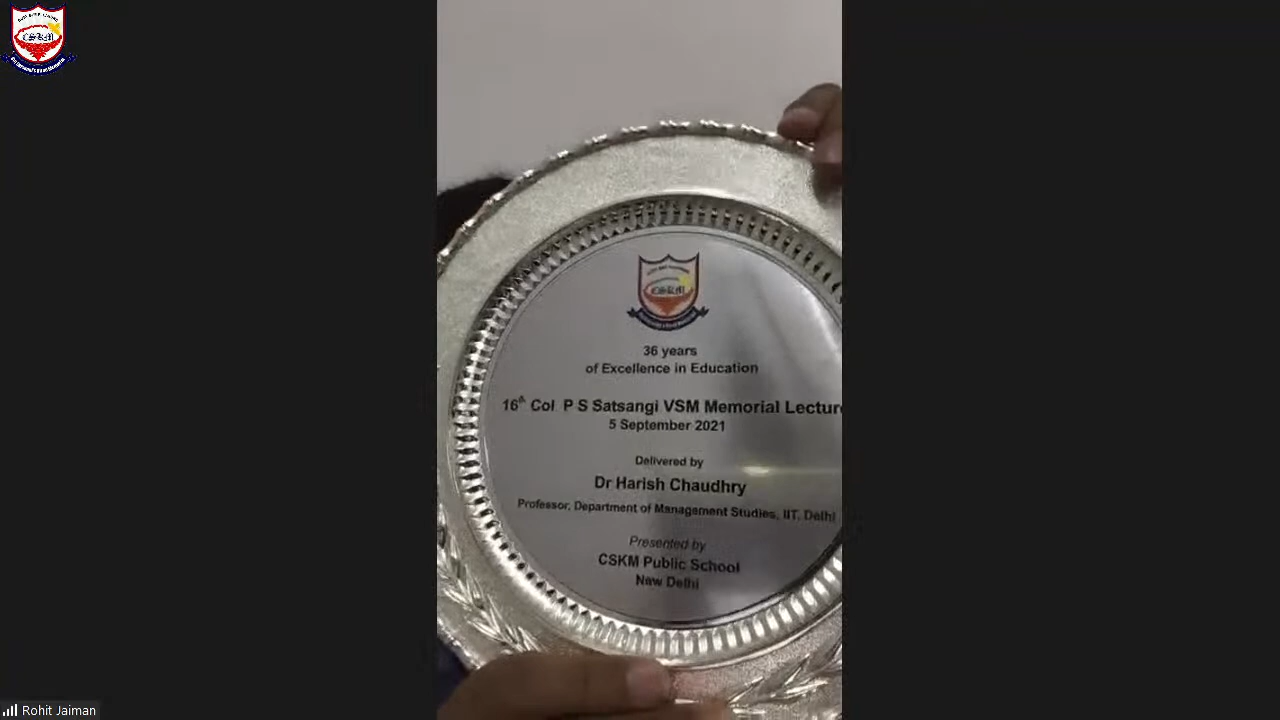 CSKM
36 years
of Excellence in Education
16th Col P S Satsangi VSM Memorial Lecture
5 September 2021
Delivered by
Dr Harish Chaudhry
Professor, Department of Management Studies, IIT, Delhi
Presented by
CSKM Public School
New Delhi
Rohit Jaiman